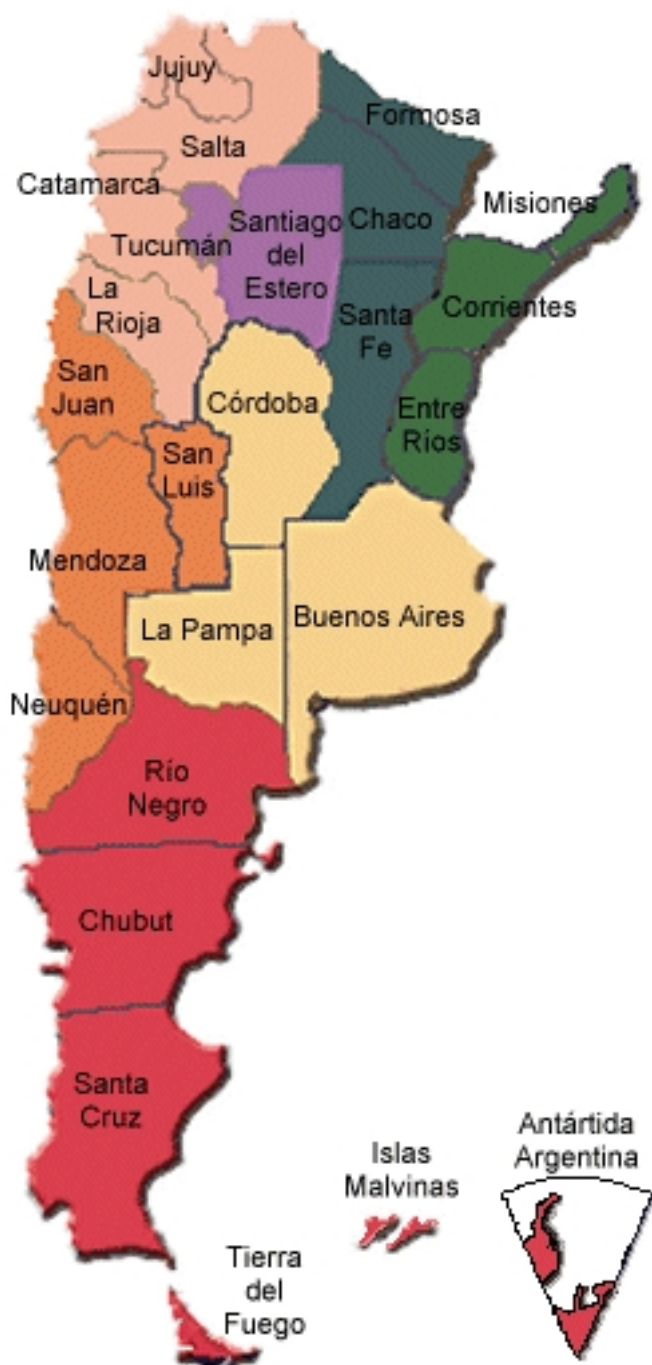 Jujuy
Formosa
Salta
Catamarca
Misiones
Santiago
del
Estero
Chaco
Tucumán
La
Rioja
Santa
Fe
Corrientes
San
Juan
Córdoba
Entre
Ríos
San
Luis
Mendoza
La Pampa
Buenos Aires
Neuquén
Río
Negro
Chubut
Santa
Cruz
Islas
Malvinas
Antártida
Argentina
Tierra
del
Fuego